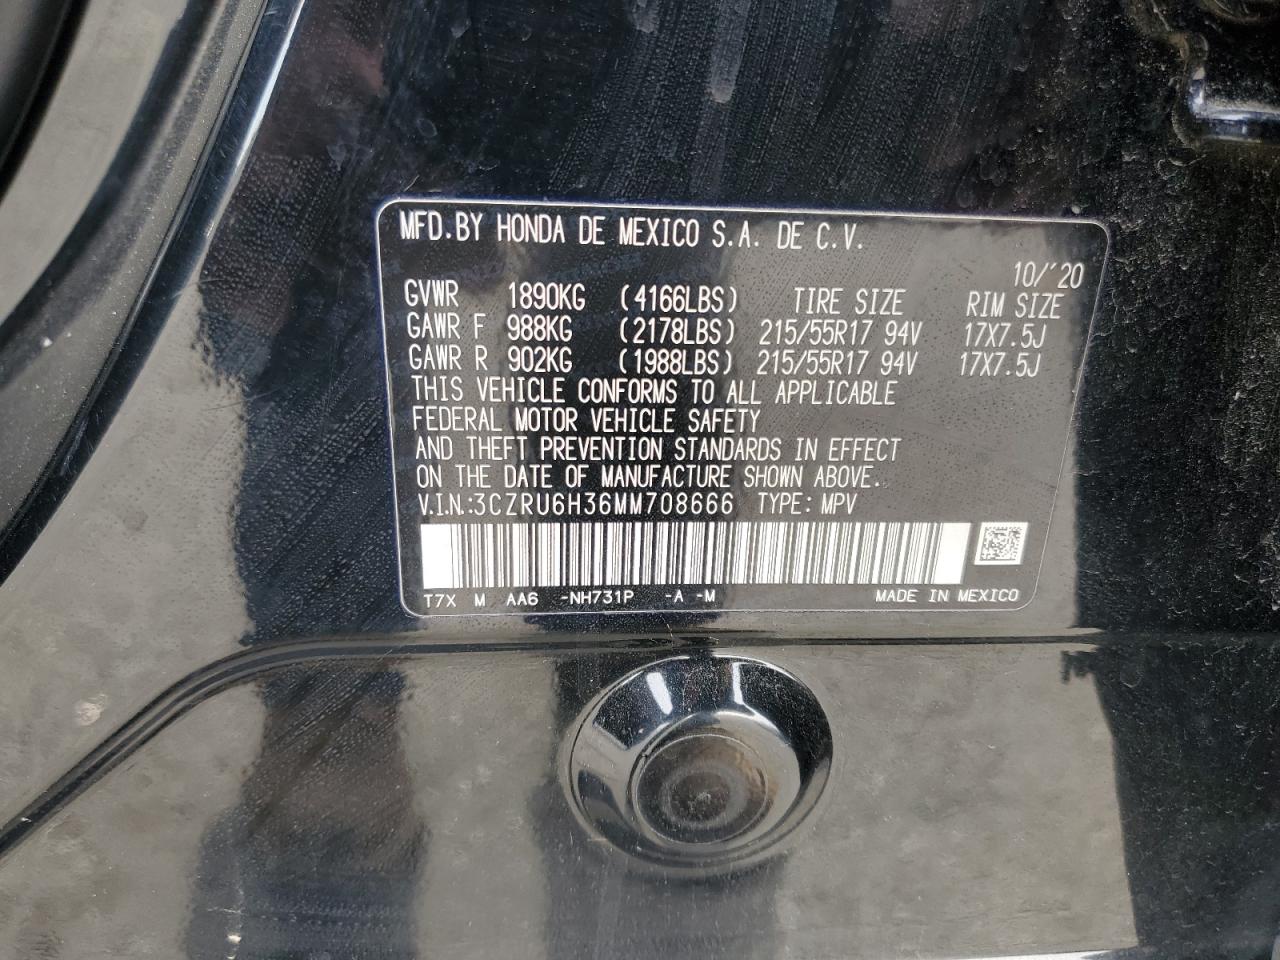 MFD.BY HONDA DE MEXICO S.A. DE C.V.
10/'20
GVWR 1890KG (4166LBS) TIRE SIZE RIM SIZE
GAWR F 988KG (2178LBS) 215/55R17 94V 17X7.5J
GAWR R 902KG (1988LBS) 215/55R17 94V 17X7.5J
THIS VEHICLE CONFORMS TO ALL APPLICABLE
FEDERAL MOTOR VEHICLE SAFETY
AND THEFT PREVENTION STANDARDS IN EFFECT
ON THE DATE OF MANUFACTURE SHOWN ABOVE.
V.I.N.:3CZRU6H36MM708666 TYPE: MPV
T7X M AA6 -NH731P -A -M MADE IN MEXICO